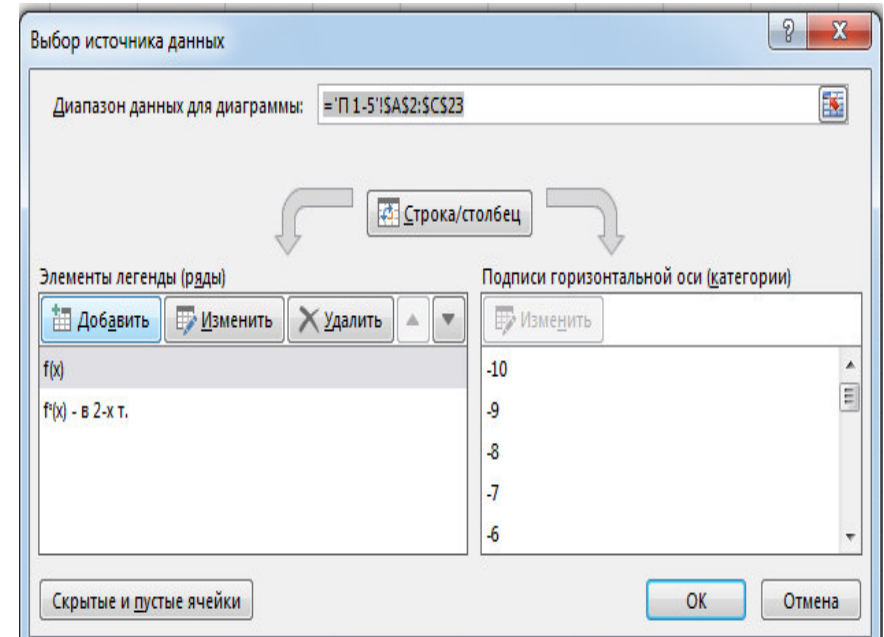 Выбор источника данных
Диапазон данных для диаграммы: ='П 1-5'!$A$2:$C$23
Строка/столбец
Элементы легенды (ряды)
Добавить Изменить Удалить
f(x)
f'(x) - в 2-х т.
Подписи горизонтальной оси (категории)
Изменить
-10
-9
-8
-7
-6
Скрытые и пустые ячейки
ОК Отмена